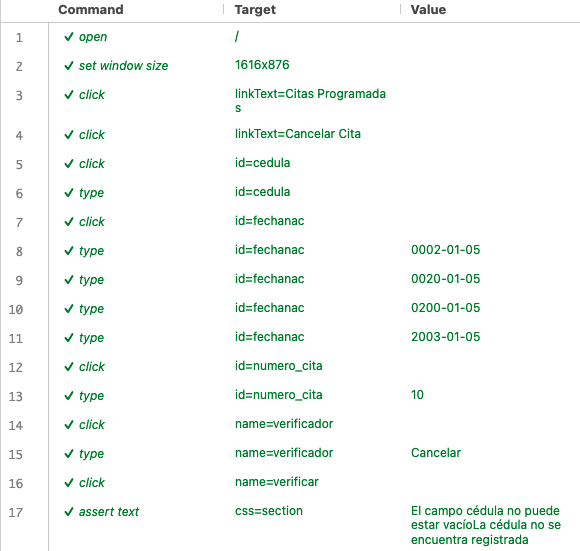 Command Target Value
1 ✓ open /
2 ✓ set window size 1616x876
3 ✓ click linkText=Citas Programada
s
4 ✓ click linkText=Cancelar Cita
5 ✓ click id=cedula
6 ✓ type id=cedula
7 ✓ click id=fechanac
8 ✓ type id=fechanac 0002-01-05
9 ✓ type id=fechanac 0020-01-05
10 ✓ type id=fechanac 0200-01-05
11 ✓ type id=fechanac 2003-01-05
12 ✓ click id=numero_cita
13 ✓ type id=numero_cita 10
14 ✓ click name=verificador
15 ✓ type name=verificador Cancelar
16 ✓ click name=verificar
17 ✓ assert text css=section El campo cédula no puede
estar vacíoLa cédula no se
encuentra registrada